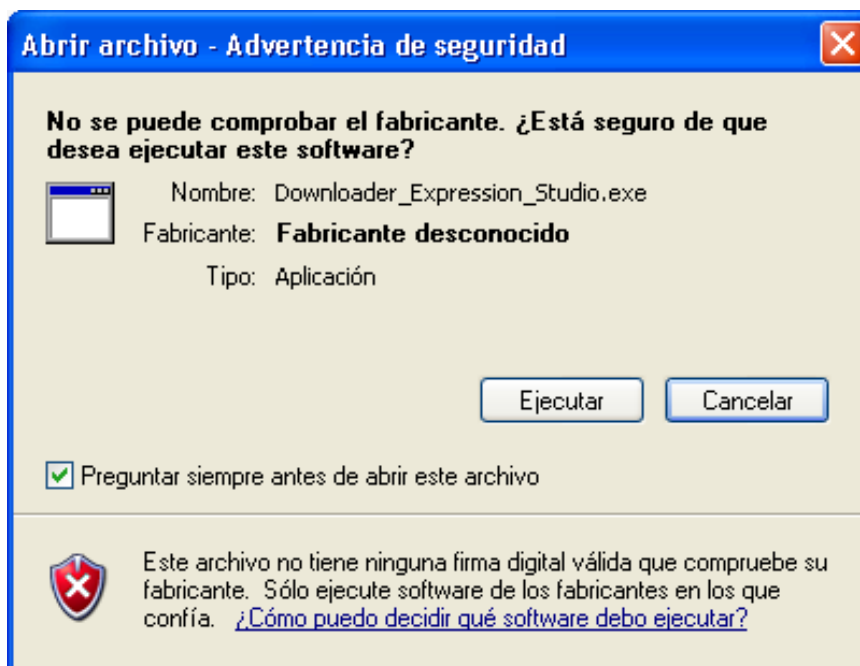 Abrir archivo - Advertencia de seguridad
No se puede comprobar el fabricante. ¿Está seguro de que
desea ejecutar este software?
Nombre: Downloader_Expression_Studio.exe
Fabricante: Fabricante desconocido
Tipo: Aplicación
Ejecutar Cancelar
Preguntar siempre antes de abrir este archivo
Este archivo no tiene ninguna firma digital válida que compruebe su
fabricante. Sólo ejecute software de los fabricantes en los que
confía. ¿Cómo puedo decidir qué software debo ejecutar?